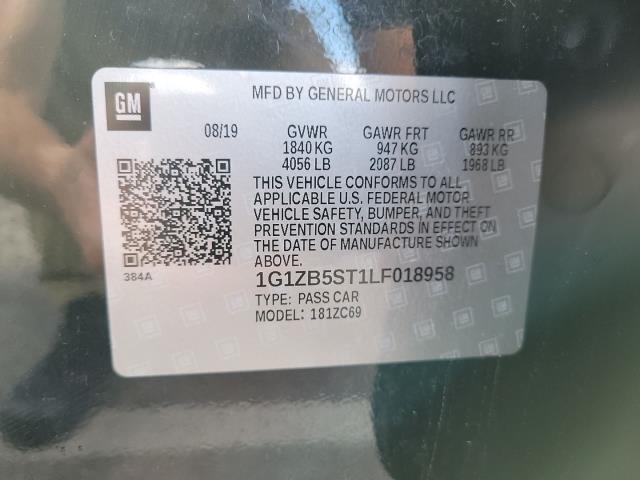 GM
MFD BY GENERAL MOTORS LLC
08/19 GVWR GAWR FRT GAWR RR
1840 KG 947 KG 893 KG
4056 LB 2087 LB 1968 LB
THIS VEHICLE CONFORMS TO ALL
APPLICABLE U.S. FEDERAL MOTOR
VEHICLE SAFETY, BUMPER, AND THEFT
PREVENTION STANDARDS IN EFFECT ON
THE DATE OF MANUFACTURE SHOWN
ABOVE.
384A
1G1ZB5ST1LF018958
TYPE: PASS CAR
MODEL: 181ZC69